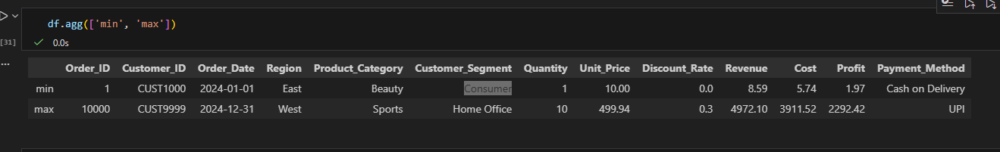 df.agg(['min', 'max'])
[31]
0.0s
...
Order_ID Customer_ID Order_Date Region Product_Category Customer_Segment Quantity Unit_Price Discount_Rate Revenue Cost Profit Payment_Method
min 1 CUST1000 2024-01-01 East Beauty Consumer 1 10.00 0.0 8.59 5.74 1.97 Cash on Delivery
max 10000 CUST9999 2024-12-31 West Sports Home Office 10 499.94 0.3 4972.10 3911.52 2292.42 UPI